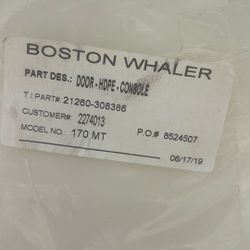 BOSTON WHALER
PART DES.: DOOR - HDPE - CONSOLE
T.I.PART#: 21260-308386
CUSTOMER#: 2274013
MODEL NO.: 170 MT P.O.# 8524507
06/17/19